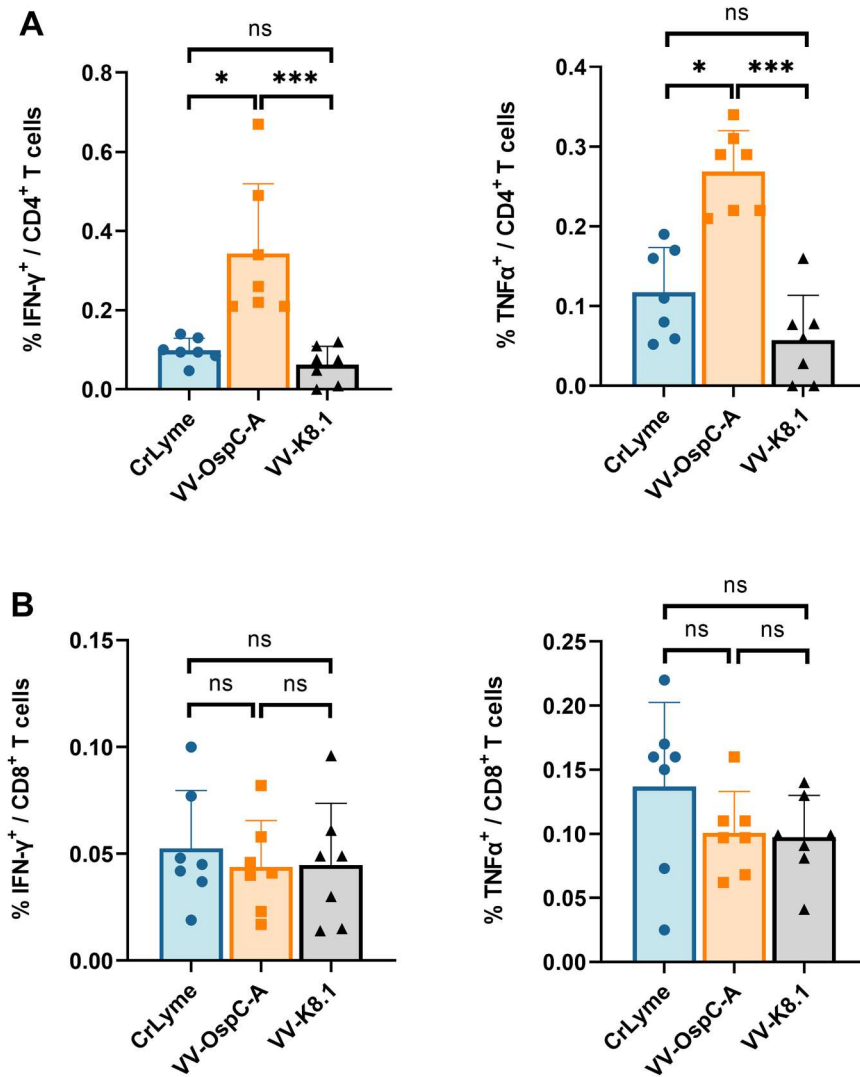 A
% IFN-γ⁺ / CD4⁺ T cells
0.8
0.6
0.4
0.2
0.0
ns
* ***
CrLyme
VV-OspC-A
VV-K8.1
% TNFα⁺ / CD4⁺ T cells
0.4
0.3
0.2
0.1
0.0
ns
* ***
CrLyme
VV-OspC-A
VV-K8.1
B
% IFN-γ⁺ / CD8⁺ T cells
0.15
0.10
0.05
0.00
ns
ns ns
CrLyme
VV-OspC-A
VV-K8.1
% TNFα⁺ / CD8⁺ T cells
0.25
0.20
0.15
0.10
0.05
0.00
ns
ns ns
CrLyme
VV-OspC-A
VV-K8.1